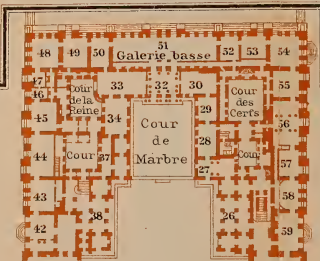 51
48 49 50 Galerie basse 52 53 54
47
46
Cour
de la
Reine
33 32 30
Cour
des
Cerfs
55
45 34
Cour
de
Marbre
29
56
44 Cour 37 28 Cour 57
27
43 58
38 26
42 59